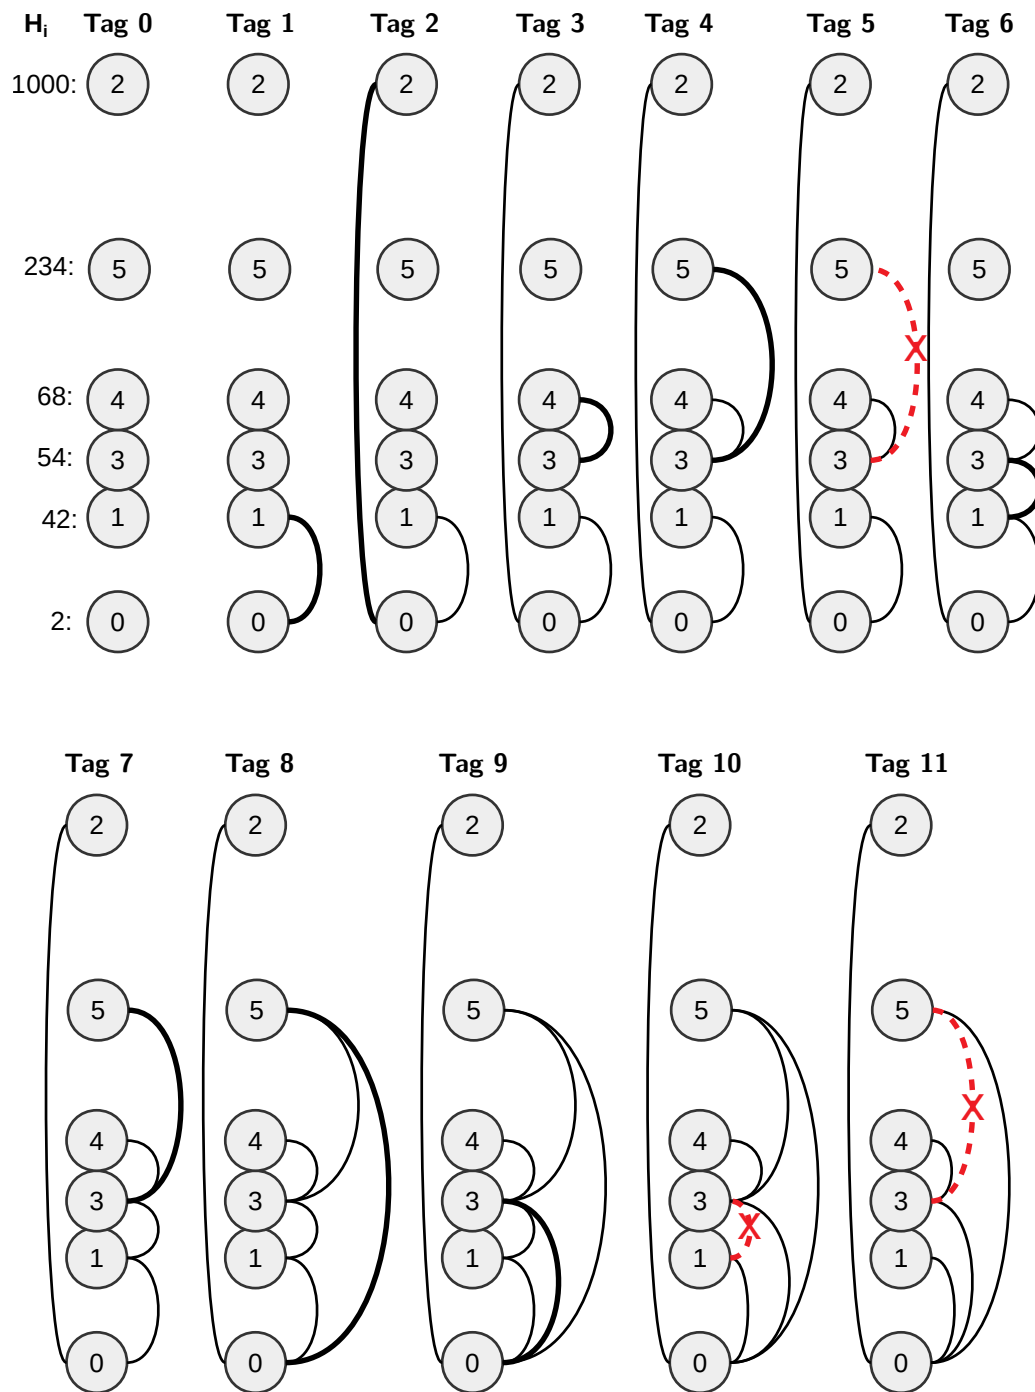 Hi Tag 0 Tag 1 Tag 2 Tag 3 Tag 4 Tag 5 Tag 6
1000: 2 2 2 2 2 2 2
234: 5 5 5 5 5 5 5
X
68: 4 4 4 4 4 4 4
54: 3 3 3 3 3 3 3
42: 1 1 1 1 1 1 1
2: 0 0 0 0 0 0 0
Tag 7 Tag 8 Tag 9 Tag 10 Tag 11
2 2 2 2 2
5 5 5 5 5
X
4 4 4 4 4
3 3 3 3 3
X
1 1 1 1 1
0 0 0 0 0